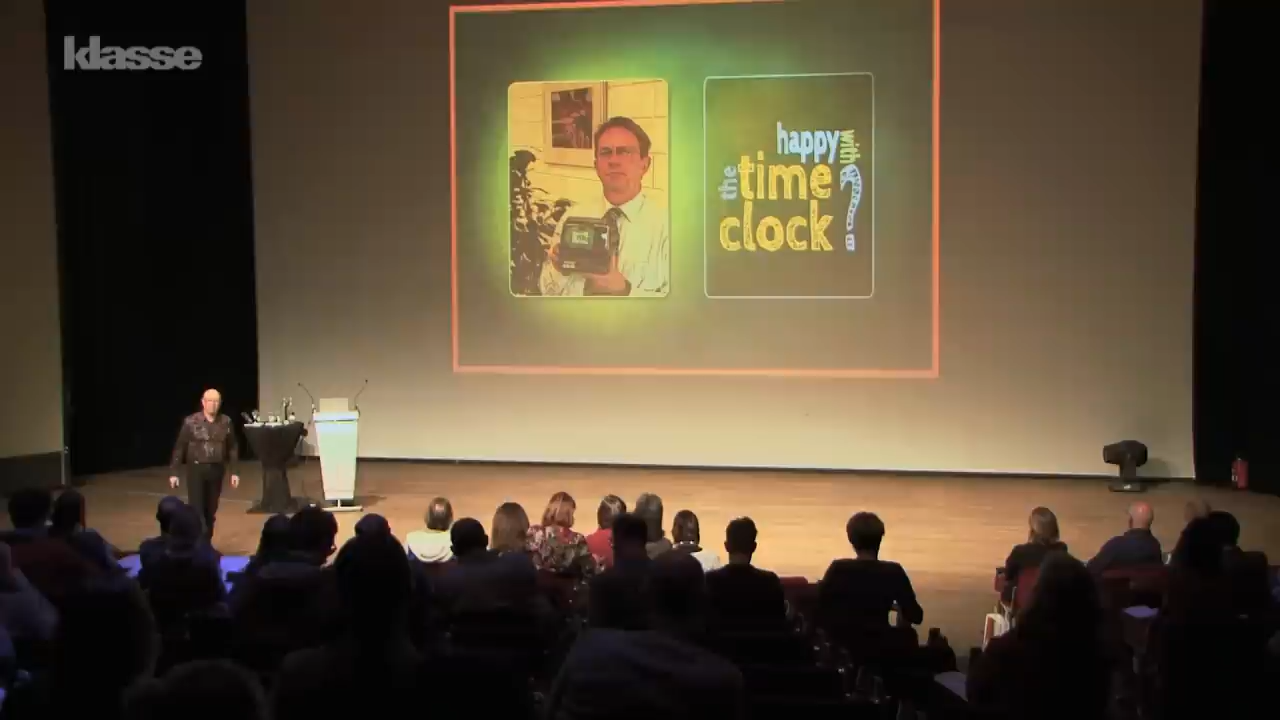 klasse
happy with
the time
clock?